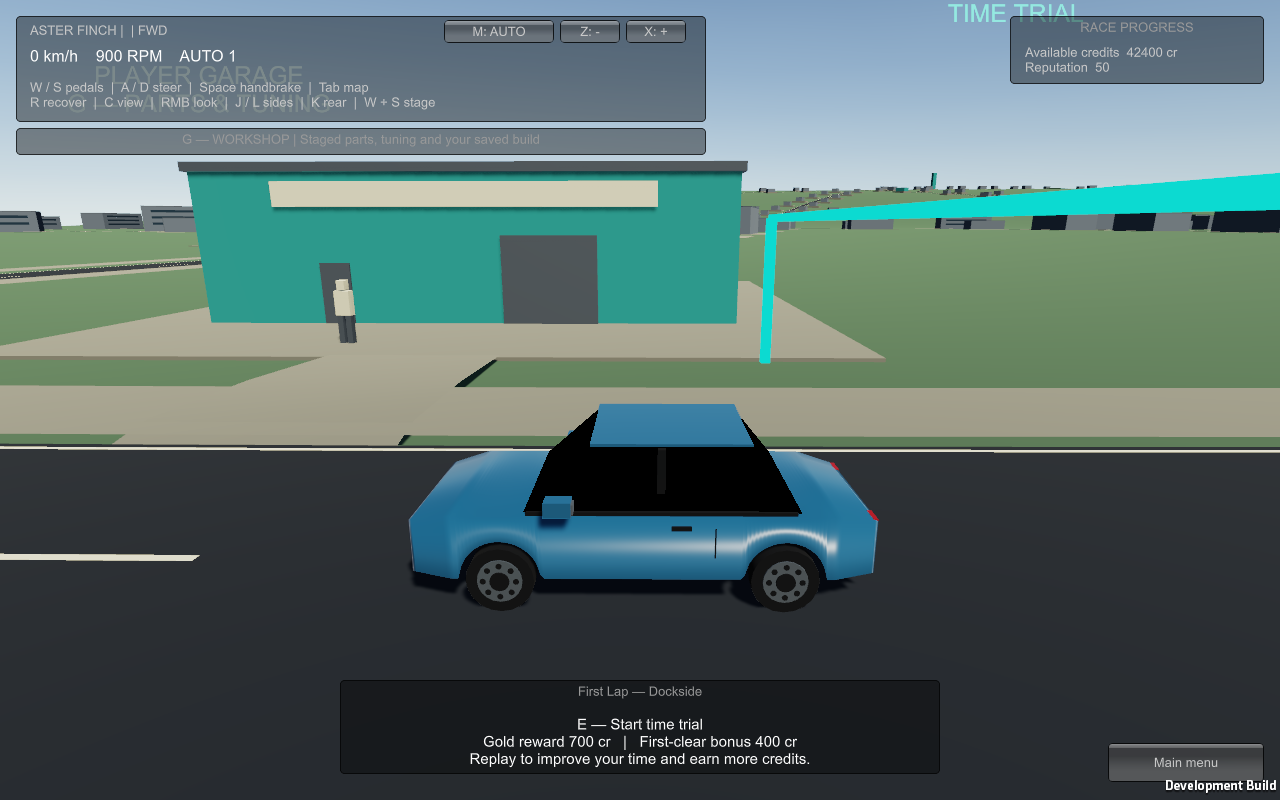 TIME TRIAL
ASTER FINCH | | FWD
M: AUTO
Z: -
X: +
RACE PROGRESS
0 km/h 900 RPM AUTO 1
Available credits 42400 cr
Reputation 50
PLAYER GARAGE
W / S pedals | A / D steer | Space handbrake | Tab map
G — PARTS & TUNING
R recover | C view | RMB look | J / L sides | K rear | W + S stage
G — WORKSHOP | Staged parts, tuning and your saved build
First Lap — Dockside
E — Start time trial
Gold reward 700 cr | First-clear bonus 400 cr
Replay to improve your time and earn more credits.
Main menu
Development Build